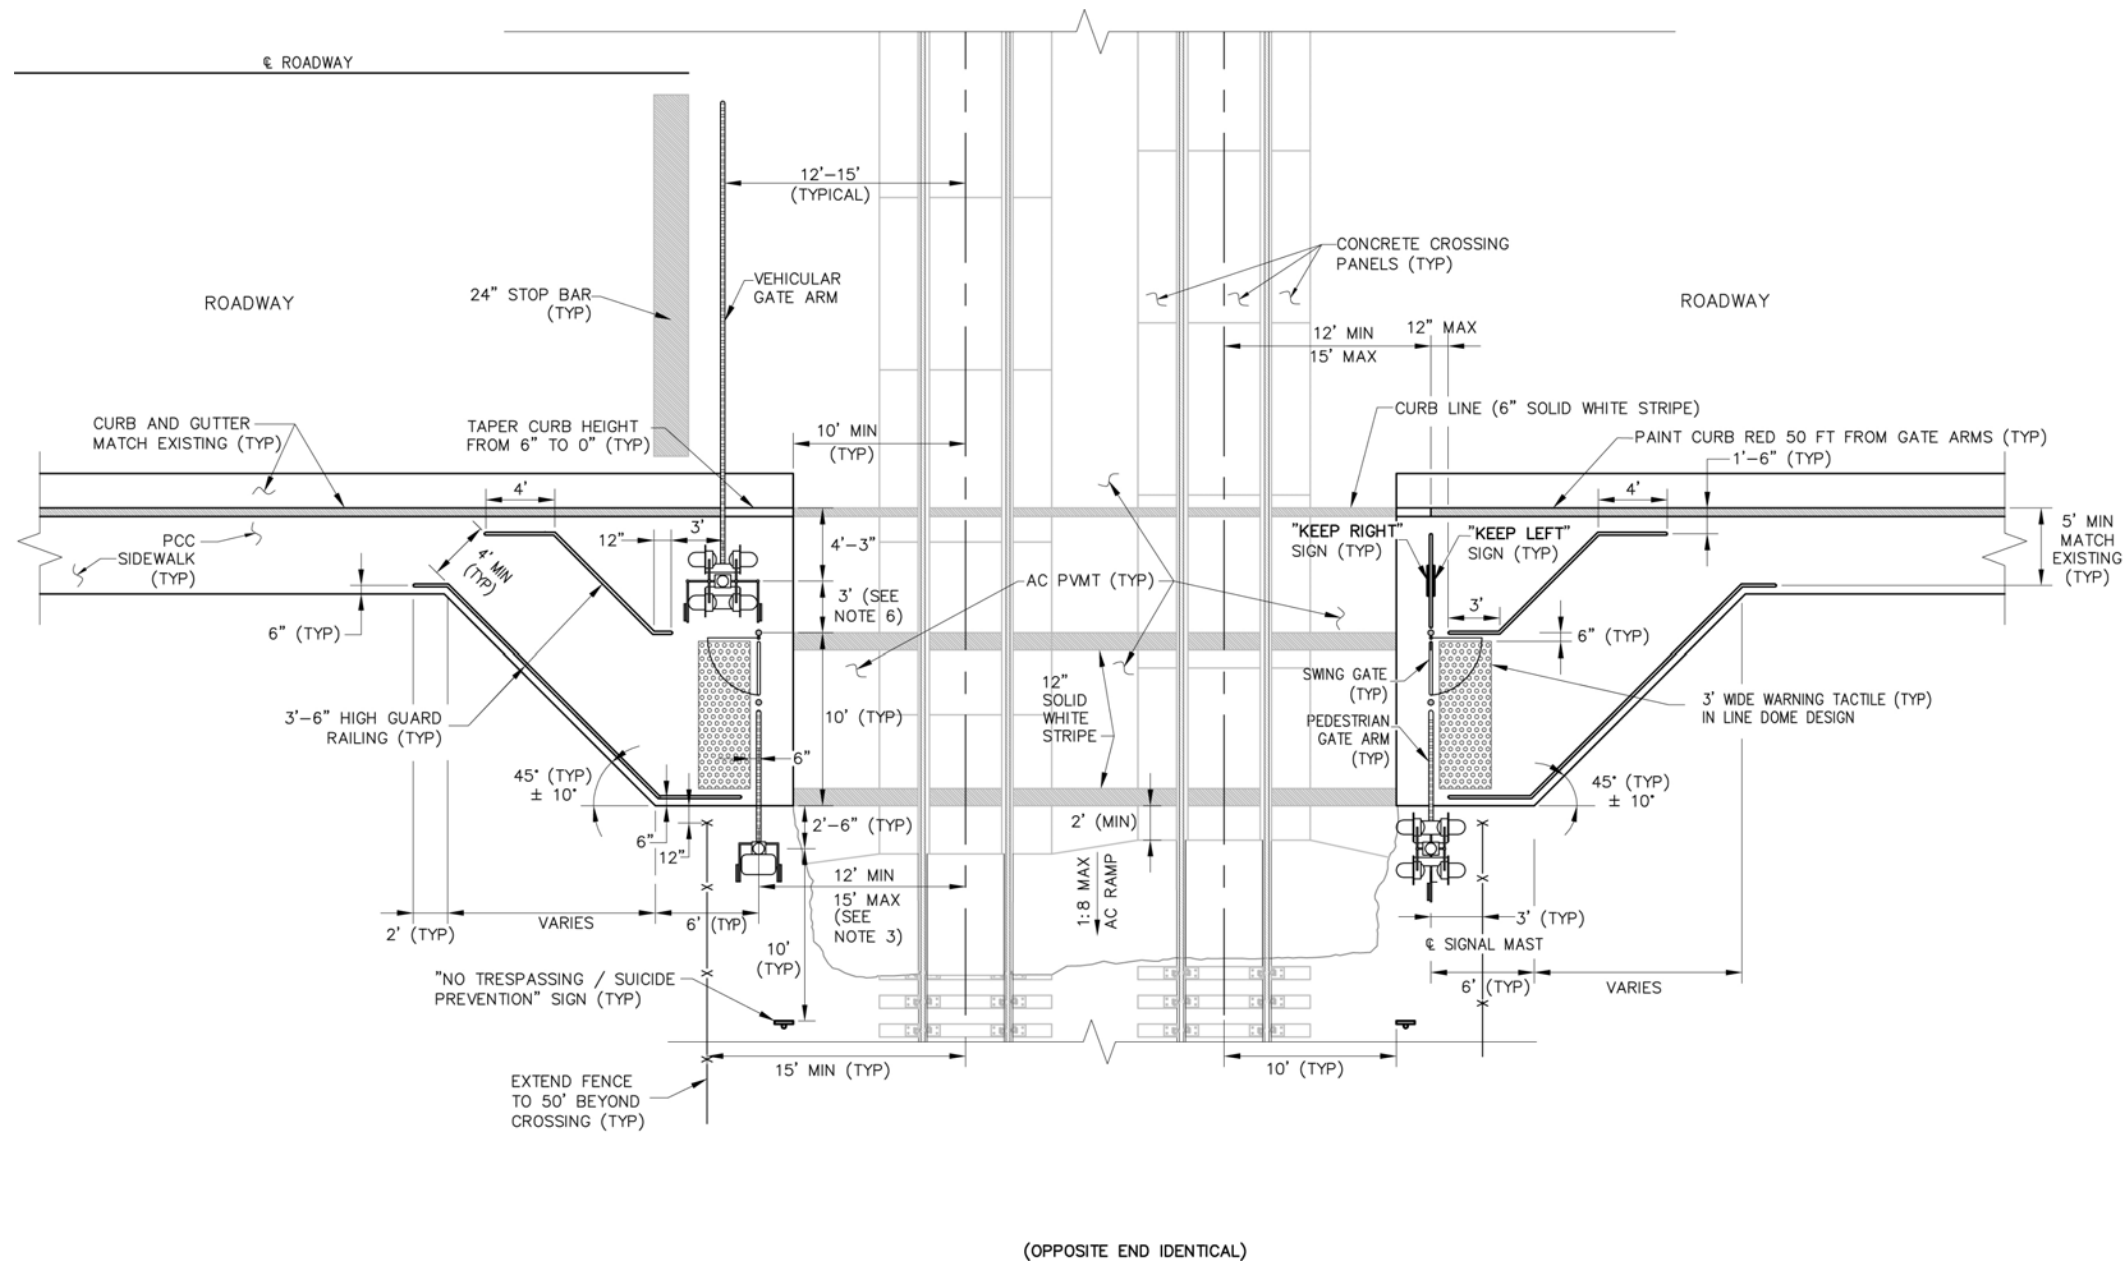 ℄ ROADWAY
12'-15'
(TYPICAL)
CONCRETE CROSSING
PANELS (TYP)
VEHICULAR
GATE ARM
24" STOP BAR
(TYP)
ROADWAY
ROADWAY
12' MIN
15' MAX
12" MAX
CURB AND GUTTER
MATCH EXISTING (TYP)
TAPER CURB HEIGHT
FROM 6" TO 0" (TYP)
10' MIN
(TYP)
CURB LINE (6" SOLID WHITE STRIPE)
PAINT CURB RED 50 FT FROM GATE ARMS (TYP)
1'-6" (TYP)
4'
4'
PCC
SIDEWALK
(TYP)
12"
3'
4'-3"
"KEEP RIGHT"
SIGN (TYP)
"KEEP LEFT"
SIGN (TYP)
5' MIN
MATCH
EXISTING
(TYP)
4' MIN
(TYP)
AC PVMT (TYP)
3' (SEE
NOTE 6)
3'
6" (TYP)
6" (TYP)
SWING GATE
(TYP)
12"
SOLID
WHITE
STRIPE
3' WIDE WARNING TACTILE (TYP)
IN LINE DOME DESIGN
3'-6" HIGH GUARD
RAILING (TYP)
10' (TYP)
PEDESTRIAN
GATE ARM
(TYP)
6"
45° (TYP)
± 10°
45° (TYP)
± 10°
2'-6" (TYP)
2' (MIN)
6"
12"
12' MIN
15' MAX
(SEE
NOTE 3)
1:8 MAX
AC RAMP
2' (TYP)
VARIES
6' (TYP)
3' (TYP)
℄ SIGNAL MAST
10'
(TYP)
"NO TRESPASSING / SUICIDE
PREVENTION" SIGN (TYP)
6' (TYP)
VARIES
15' MIN (TYP)
10' (TYP)
EXTEND FENCE
TO 50' BEYOND
CROSSING (TYP)
(OPPOSITE END IDENTICAL)